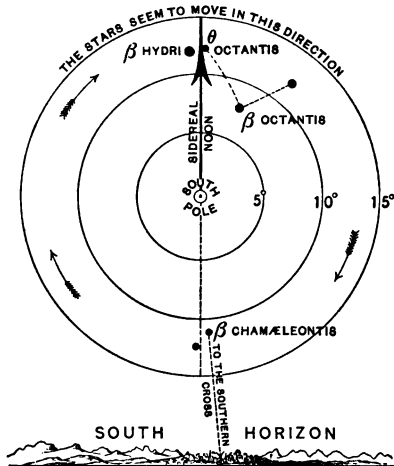 THE STARS SEEM TO MOVE IN THIS DIRECTION
β HYDRI
θ OCTANTIS
β OCTANTIS
SIDEREAL
NOON
SOUTH
POLE
5° 10° 15°
β CHAMÆLEONTIS
TO THE SOUTHERN
CROSS
SOUTH HORIZON